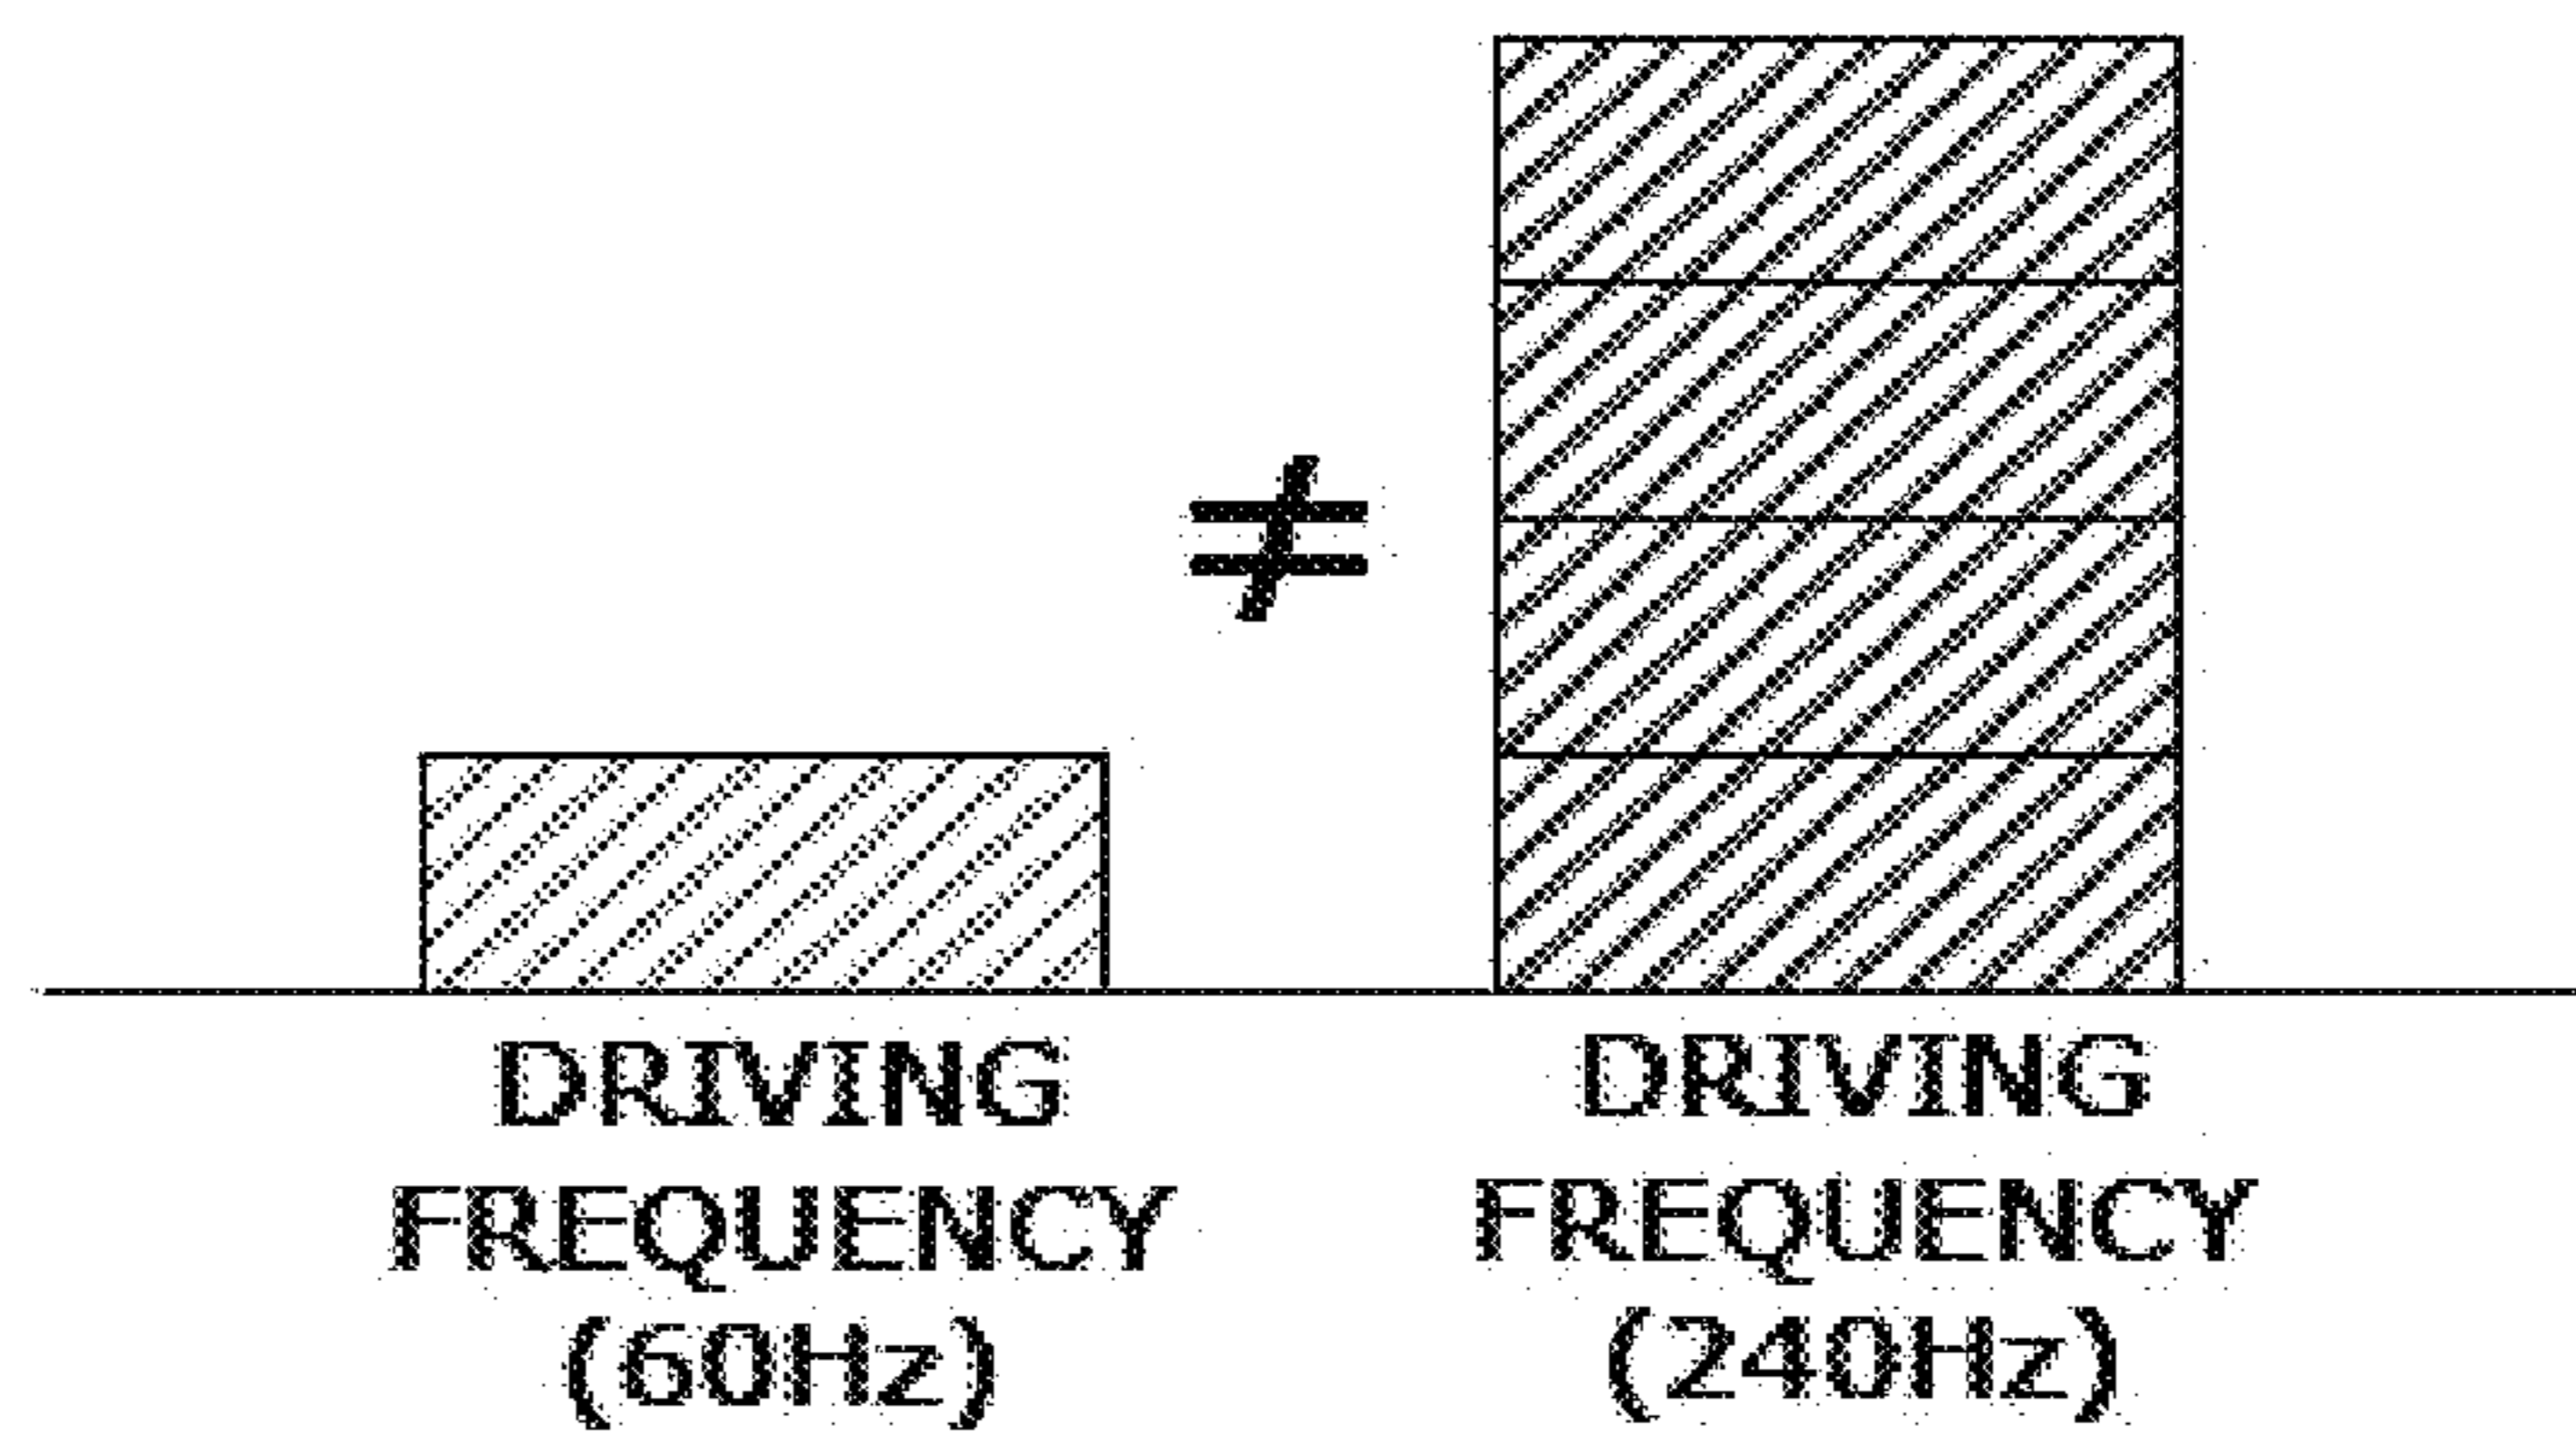 ≠
DRIVING
FREQUENCY
(60Hz)
DRIVING
FREQUENCY
(240Hz)